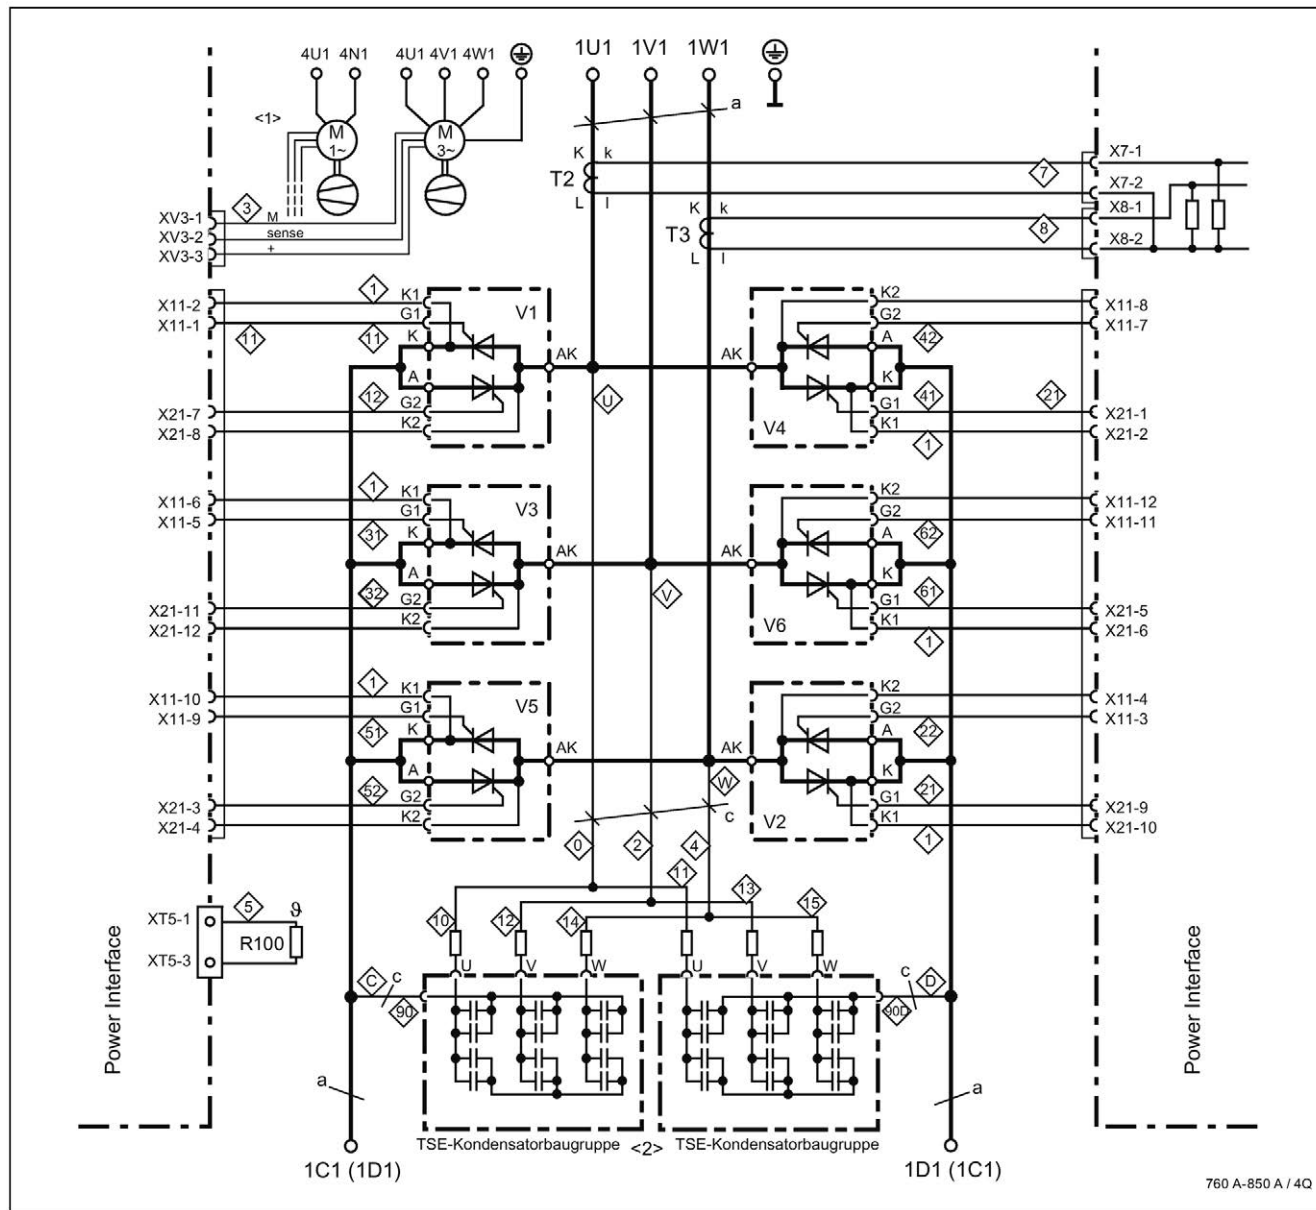 4U1 4N1 4U1 4V1 4W1
1U1 1V1 1W1
<1>
M
1~
M
3~
a
K k
T2
L l
K k
T3
L l
7
8
X7-1
X7-2
X8-1
X8-2
XV3-1
XV3-2
XV3-3
3
M
sense
+
X11-2
X11-1
1
11
11
12
K1
G1
K
A
G2
K2
V1
AK
X21-7
X21-8
U
AK
V4
K2
G2
A
K
G1
K1
42
41
1
21
X11-8
X11-7
X21-1
X21-2
X11-6
X11-5
1
31
32
K1
G1
K
A
G2
K2
V3
AK
X21-11
X21-12
V
AK
V6
K2
G2
A
K
G1
K1
62
61
1
X11-12
X11-11
X21-5
X21-6
X11-10
X11-9
1
51
52
K1
G1
K
A
G2
K2
V5
AK
X21-3
X21-4
W
AK
V2
K2
G2
A
K
G1
K1
22
21
1
X11-4
X11-3
X21-9
X21-10
c
0 2 4
11 13 15
10 12 14
XT5-1
XT5-3
5
ϑ
R100
U V W
U V W
C c
90
c D
90D
Power Interface
Power Interface
a
a
TSE-Kondensatorbaugruppe <2> TSE-Kondensatorbaugruppe
1C1 (1D1)
1D1 (1C1)
760 A-850 A / 4Q